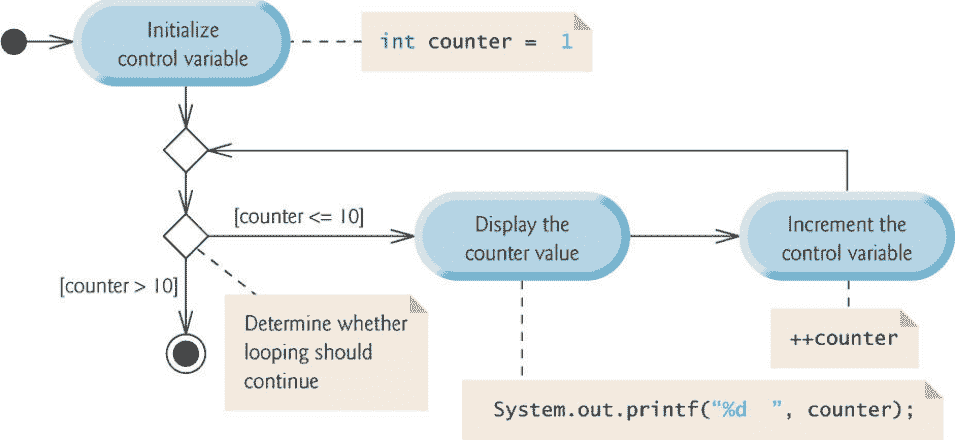 Initialize
control variable
int counter =  1
[counter <= 10]
Display the
counter value
Increment the
control variable
[counter > 10]
Determine whether
looping should
continue
++counter
System.out.printf(“%d  ”, counter);